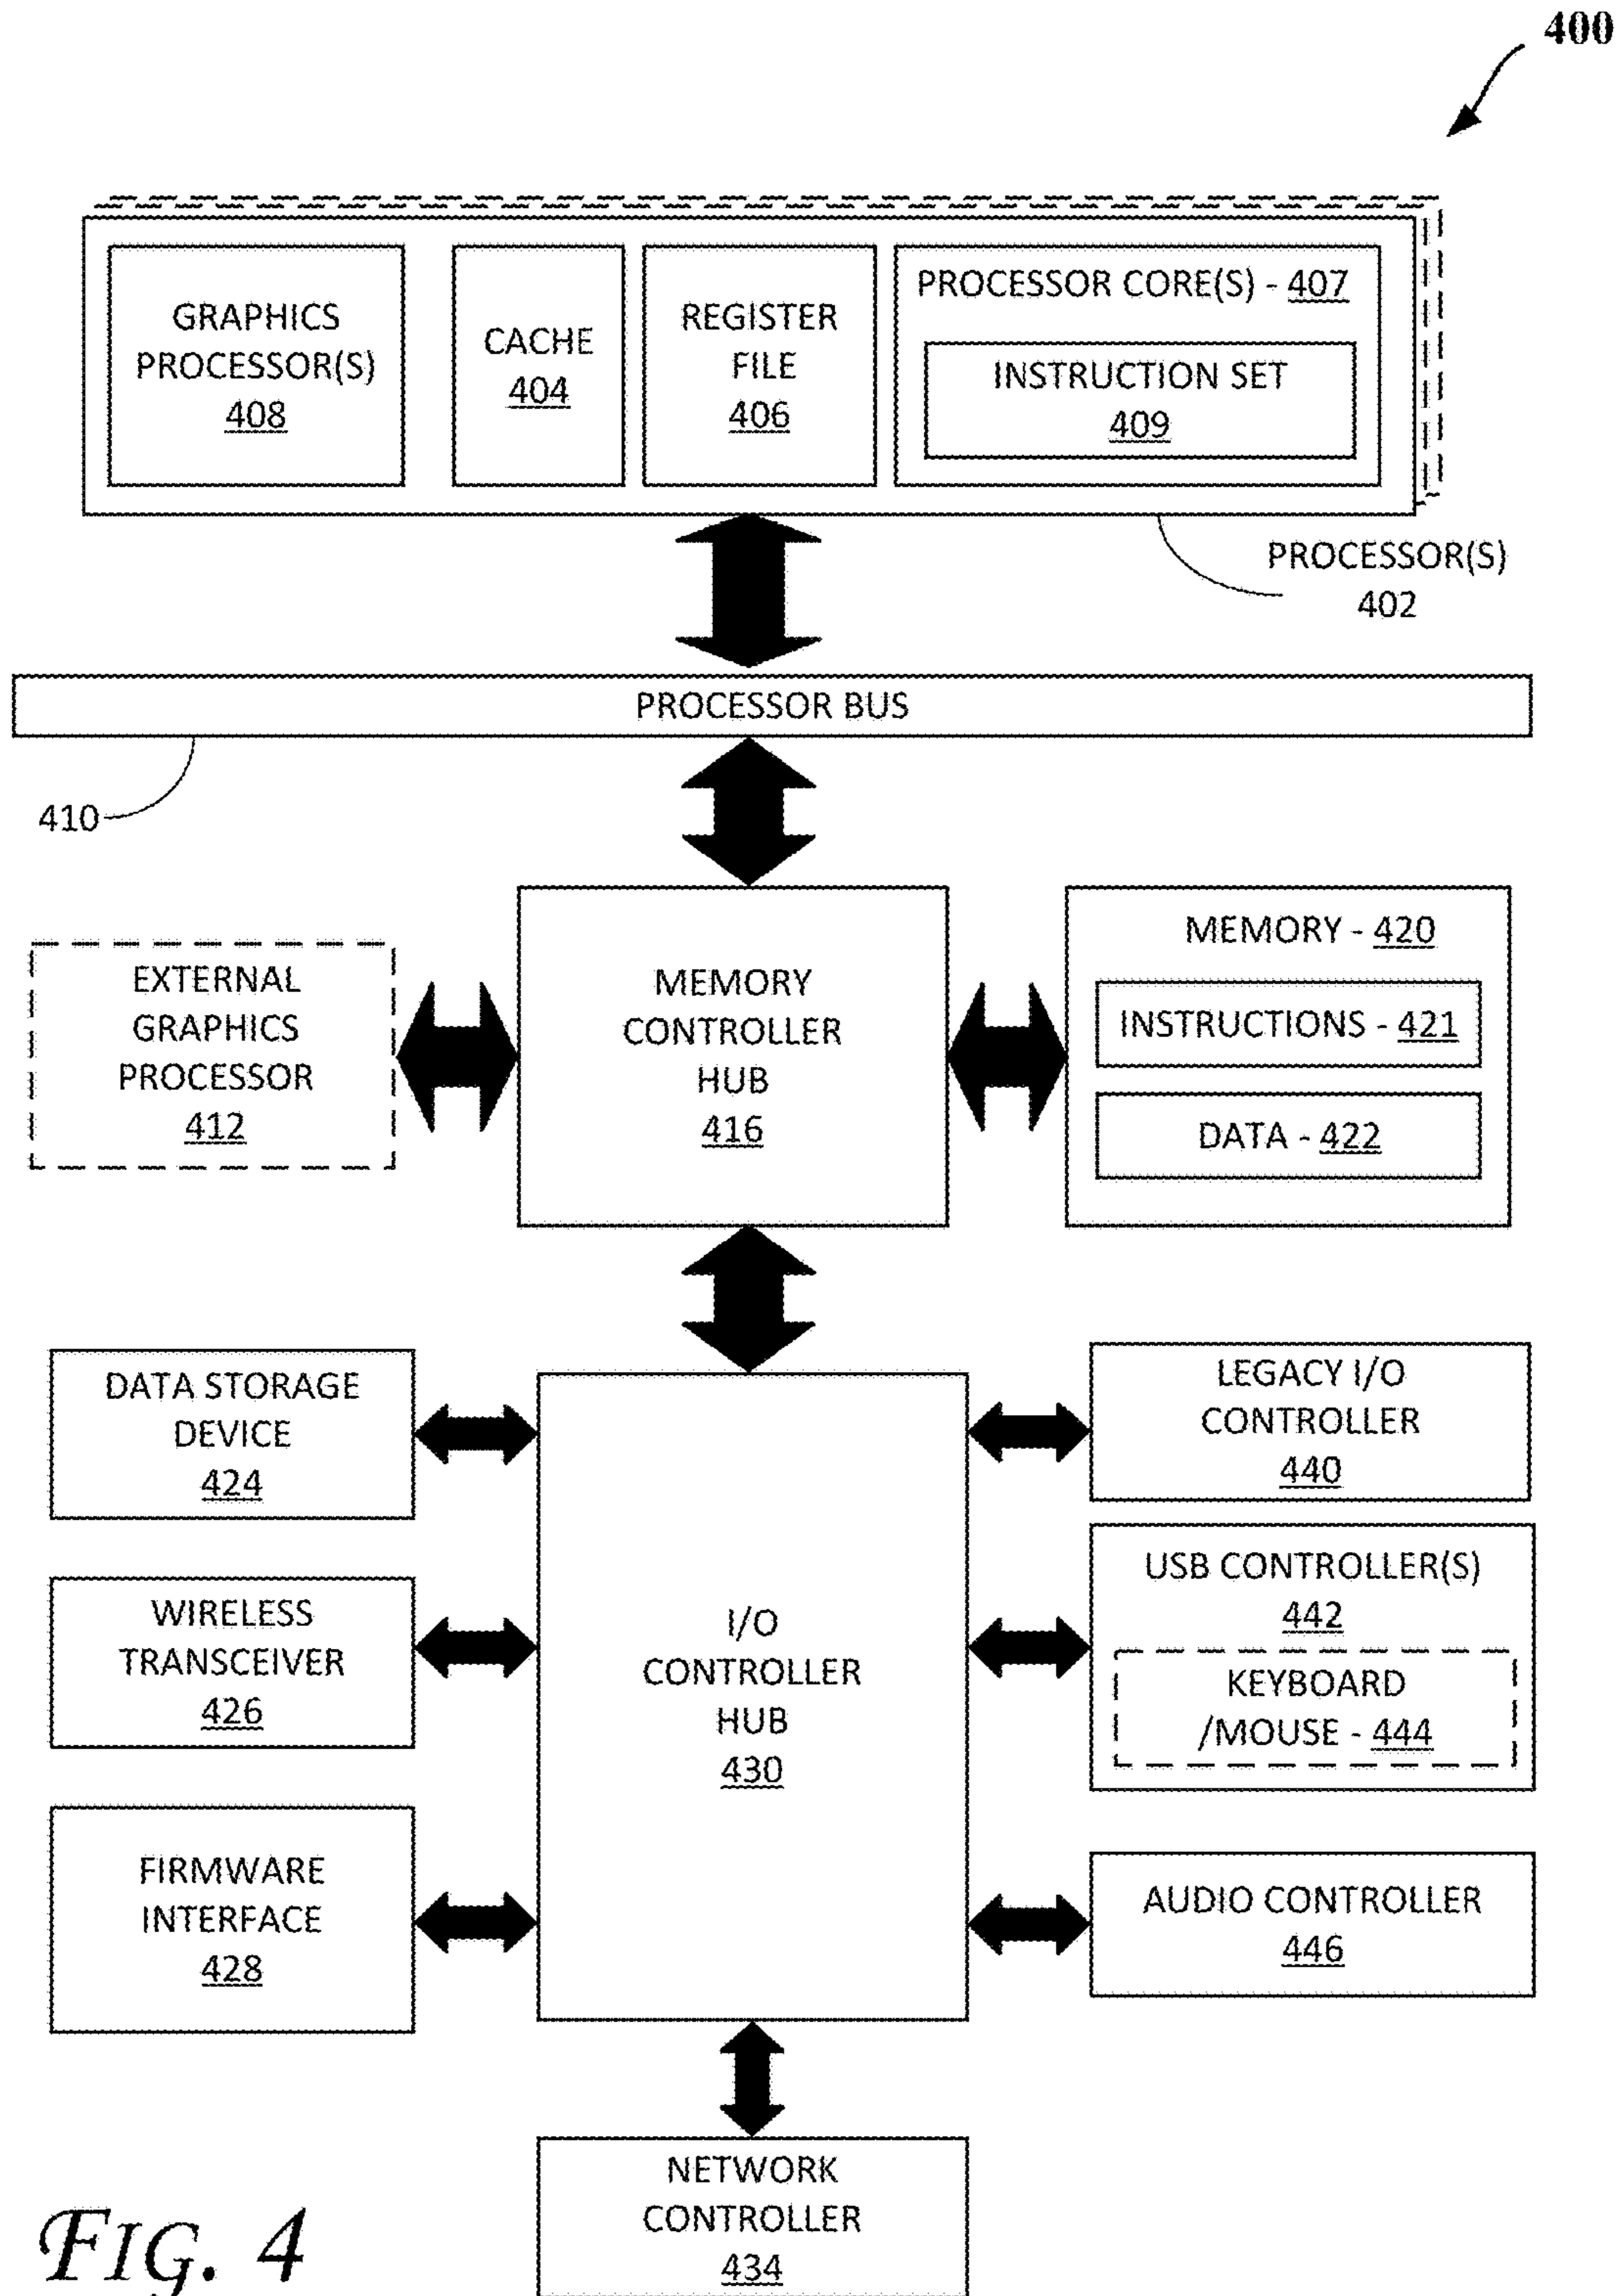 400
GRAPHICS
PROCESSOR(S)
408
CACHE
404
REGISTER
FILE
406
PROCESSOR CORE(S) - 407
INSTRUCTION SET
409
PROCESSOR(S)
402
PROCESSOR BUS
410
EXTERNAL
GRAPHICS
PROCESSOR
412
MEMORY
CONTROLLER
HUB
416
MEMORY - 420
INSTRUCTIONS - 421
DATA - 422
DATA STORAGE
DEVICE
424
WIRELESS
TRANSCEIVER
426
FIRMWARE
INTERFACE
428
I/O
CONTROLLER
HUB
430
LEGACY I/O
CONTROLLER
440
USB CONTROLLER(S)
442
KEYBOARD
/MOUSE - 444
AUDIO CONTROLLER
446
NETWORK
CONTROLLER
434
FIG. 4